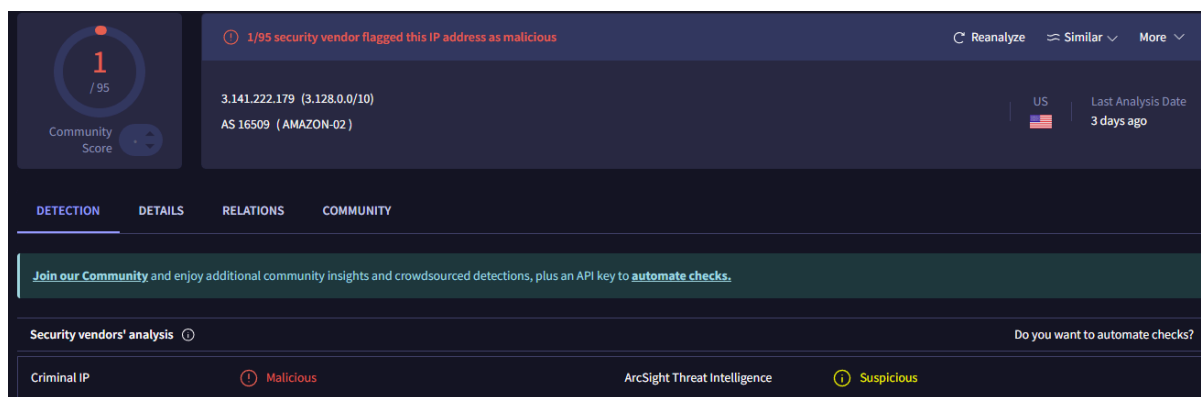 1/95 security vendor flagged this IP address as malicious
Reanalyze
Similar
More
1
/ 95
Community
Score
3.141.222.179 (3.128.0.0/10)
AS 16509 ( AMAZON-02 )
US
Last Analysis Date
3 days ago
DETECTION
DETAILS
RELATIONS
COMMUNITY
Join our Community and enjoy additional community insights and crowdsourced detections, plus an API key to automate checks.
Security vendors' analysis
Do you want to automate checks?
Criminal IP
Malicious
ArcSight Threat Intelligence
Suspicious